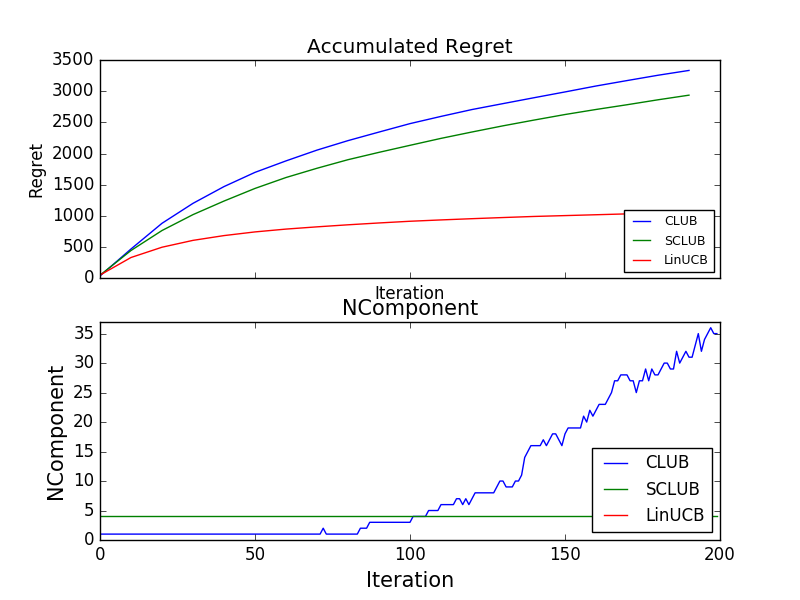 Accumulated Regret
3500
3000
2500
2000
1500
1000
500
0
Regret
CLUB
SCLUB
LinUCB
Iteration
NComponent
35
30
25
20
15
10
5
0
NComponent
CLUB
SCLUB
LinUCB
0 50 100 150 200
Iteration